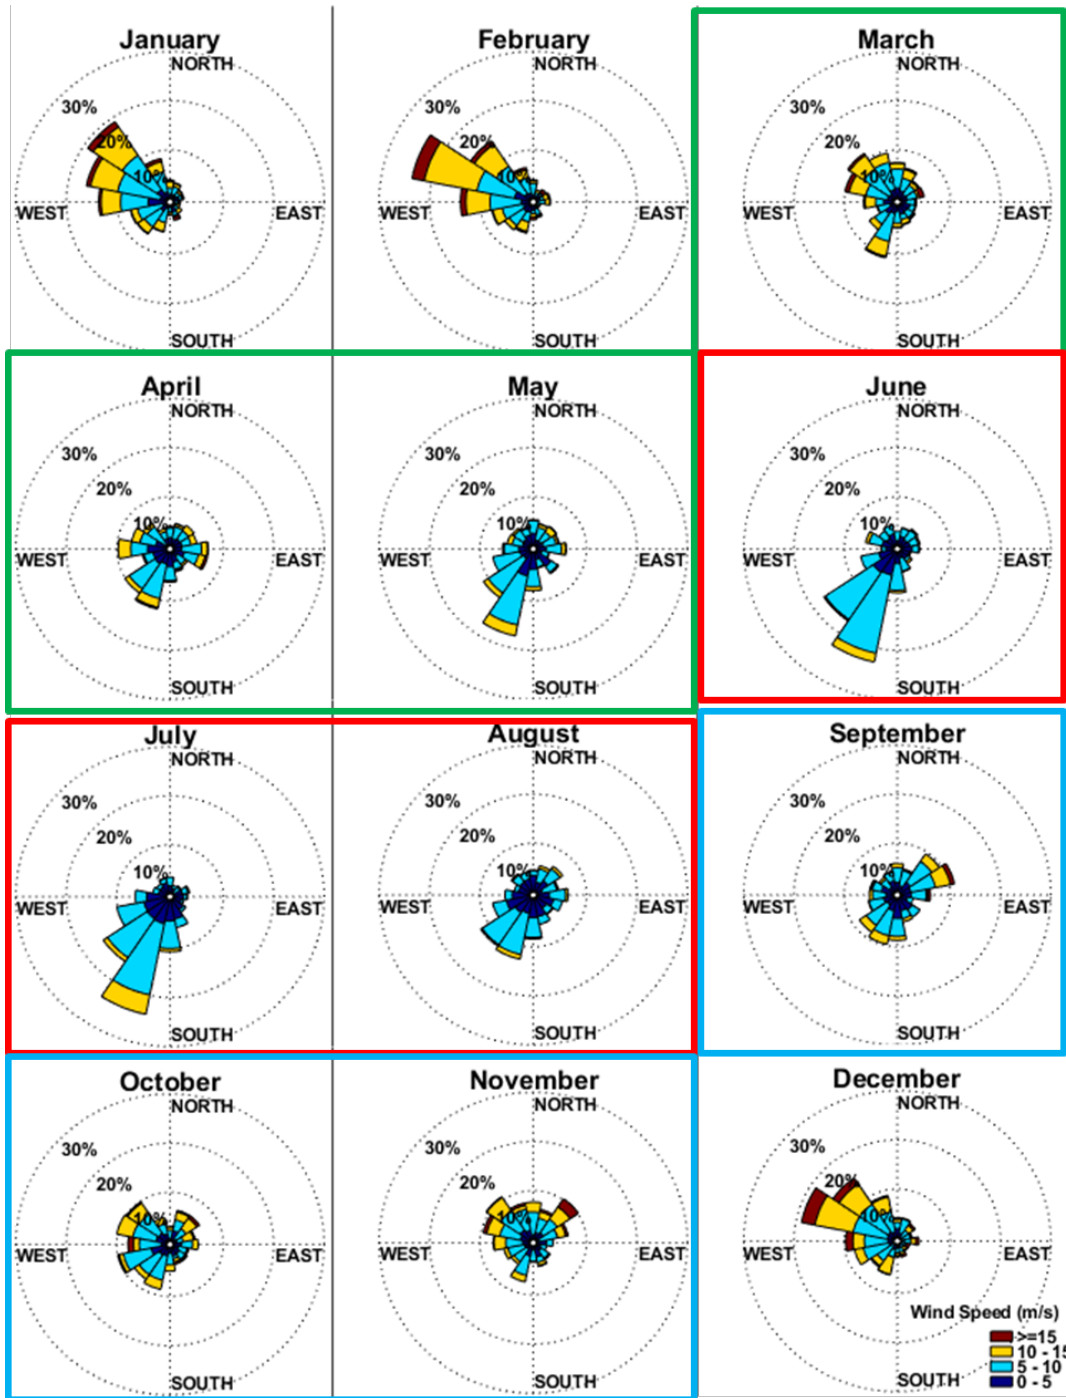 January
NORTH
30%
20%
10%
WEST
EAST
SOUTH
February
NORTH
30%
20%
10%
WEST
EAST
SOUTH
March
NORTH
30%
20%
10%
WEST
EAST
SOUTH
April
NORTH
30%
20%
10%
WEST
EAST
SOUTH
May
NORTH
30%
20%
10%
WEST
EAST
SOUTH
June
NORTH
30%
20%
10%
WEST
EAST
SOUTH
July
NORTH
30%
20%
10%
WEST
EAST
SOUTH
August
NORTH
30%
20%
10%
WEST
EAST
SOUTH
September
NORTH
30%
20%
10%
WEST
EAST
SOUTH
October
NORTH
30%
20%
10%
WEST
EAST
SOUTH
November
NORTH
30%
20%
10%
WEST
EAST
SOUTH
December
NORTH
30%
20%
10%
WEST
EAST
Wind Speed (m/s)
>=15
10 - 15
5 - 10
0 - 5
SOUTH